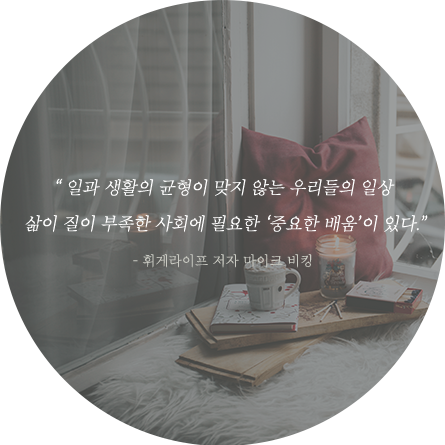 “ 일과 생활의 균형이 맞지 않는 우리들의 일상
삶이 질이 부족한 사회에 필요한 ‘중요한 배움’이 있다.”
- 휘게라이프 저자 마이크 비킹